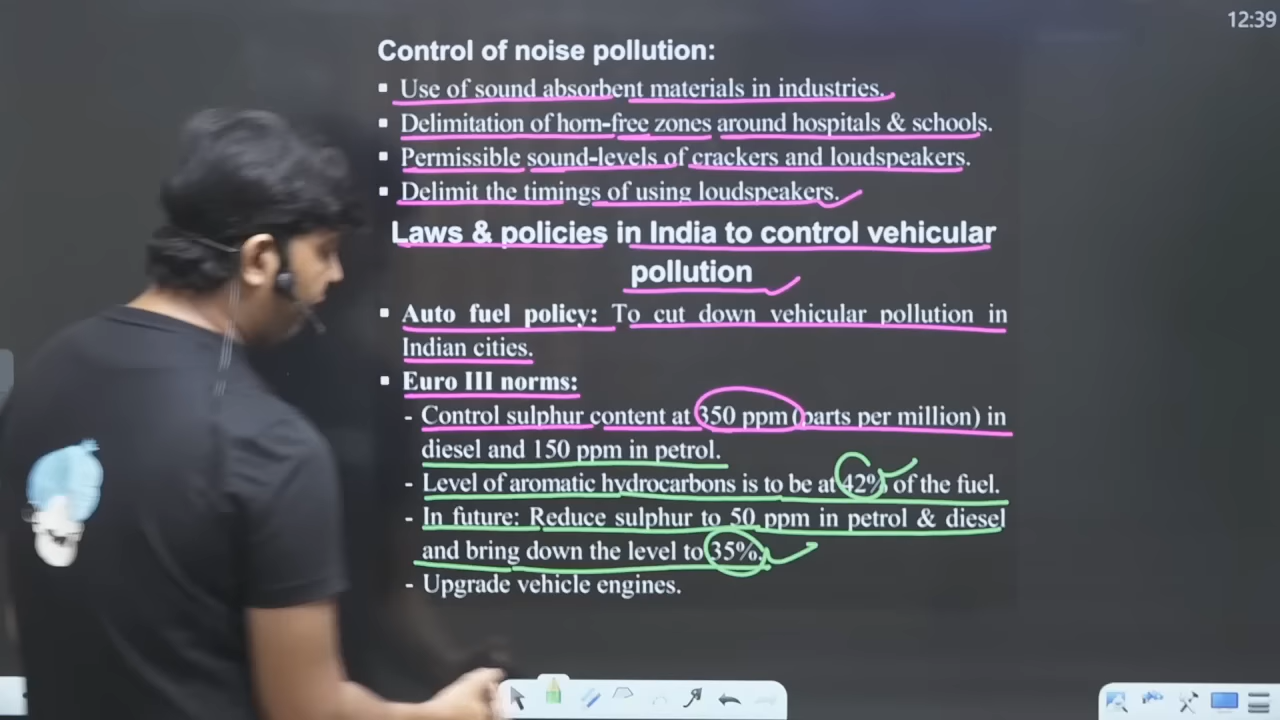 12:39
Control of noise pollution:
▪ Use of sound absorbent materials in industries.
▪ Delimitation of horn-free zones around hospitals & schools.
▪ Permissible sound-levels of crackers and loudspeakers.
▪ Delimit the timings of using loudspeakers.
Laws & policies in India to control vehicular
pollution
▪ Auto fuel policy: To cut down vehicular pollution in
Indian cities.
▪ Euro III norms:
- Control sulphur content at 350 ppm (parts per million) in
diesel and 150 ppm in petrol.
- Level of aromatic hydrocarbons is to be at 42% of the fuel.
- In future: Reduce sulphur to 50 ppm in petrol & diesel
and bring down the level to 35%.
- Upgrade vehicle engines.